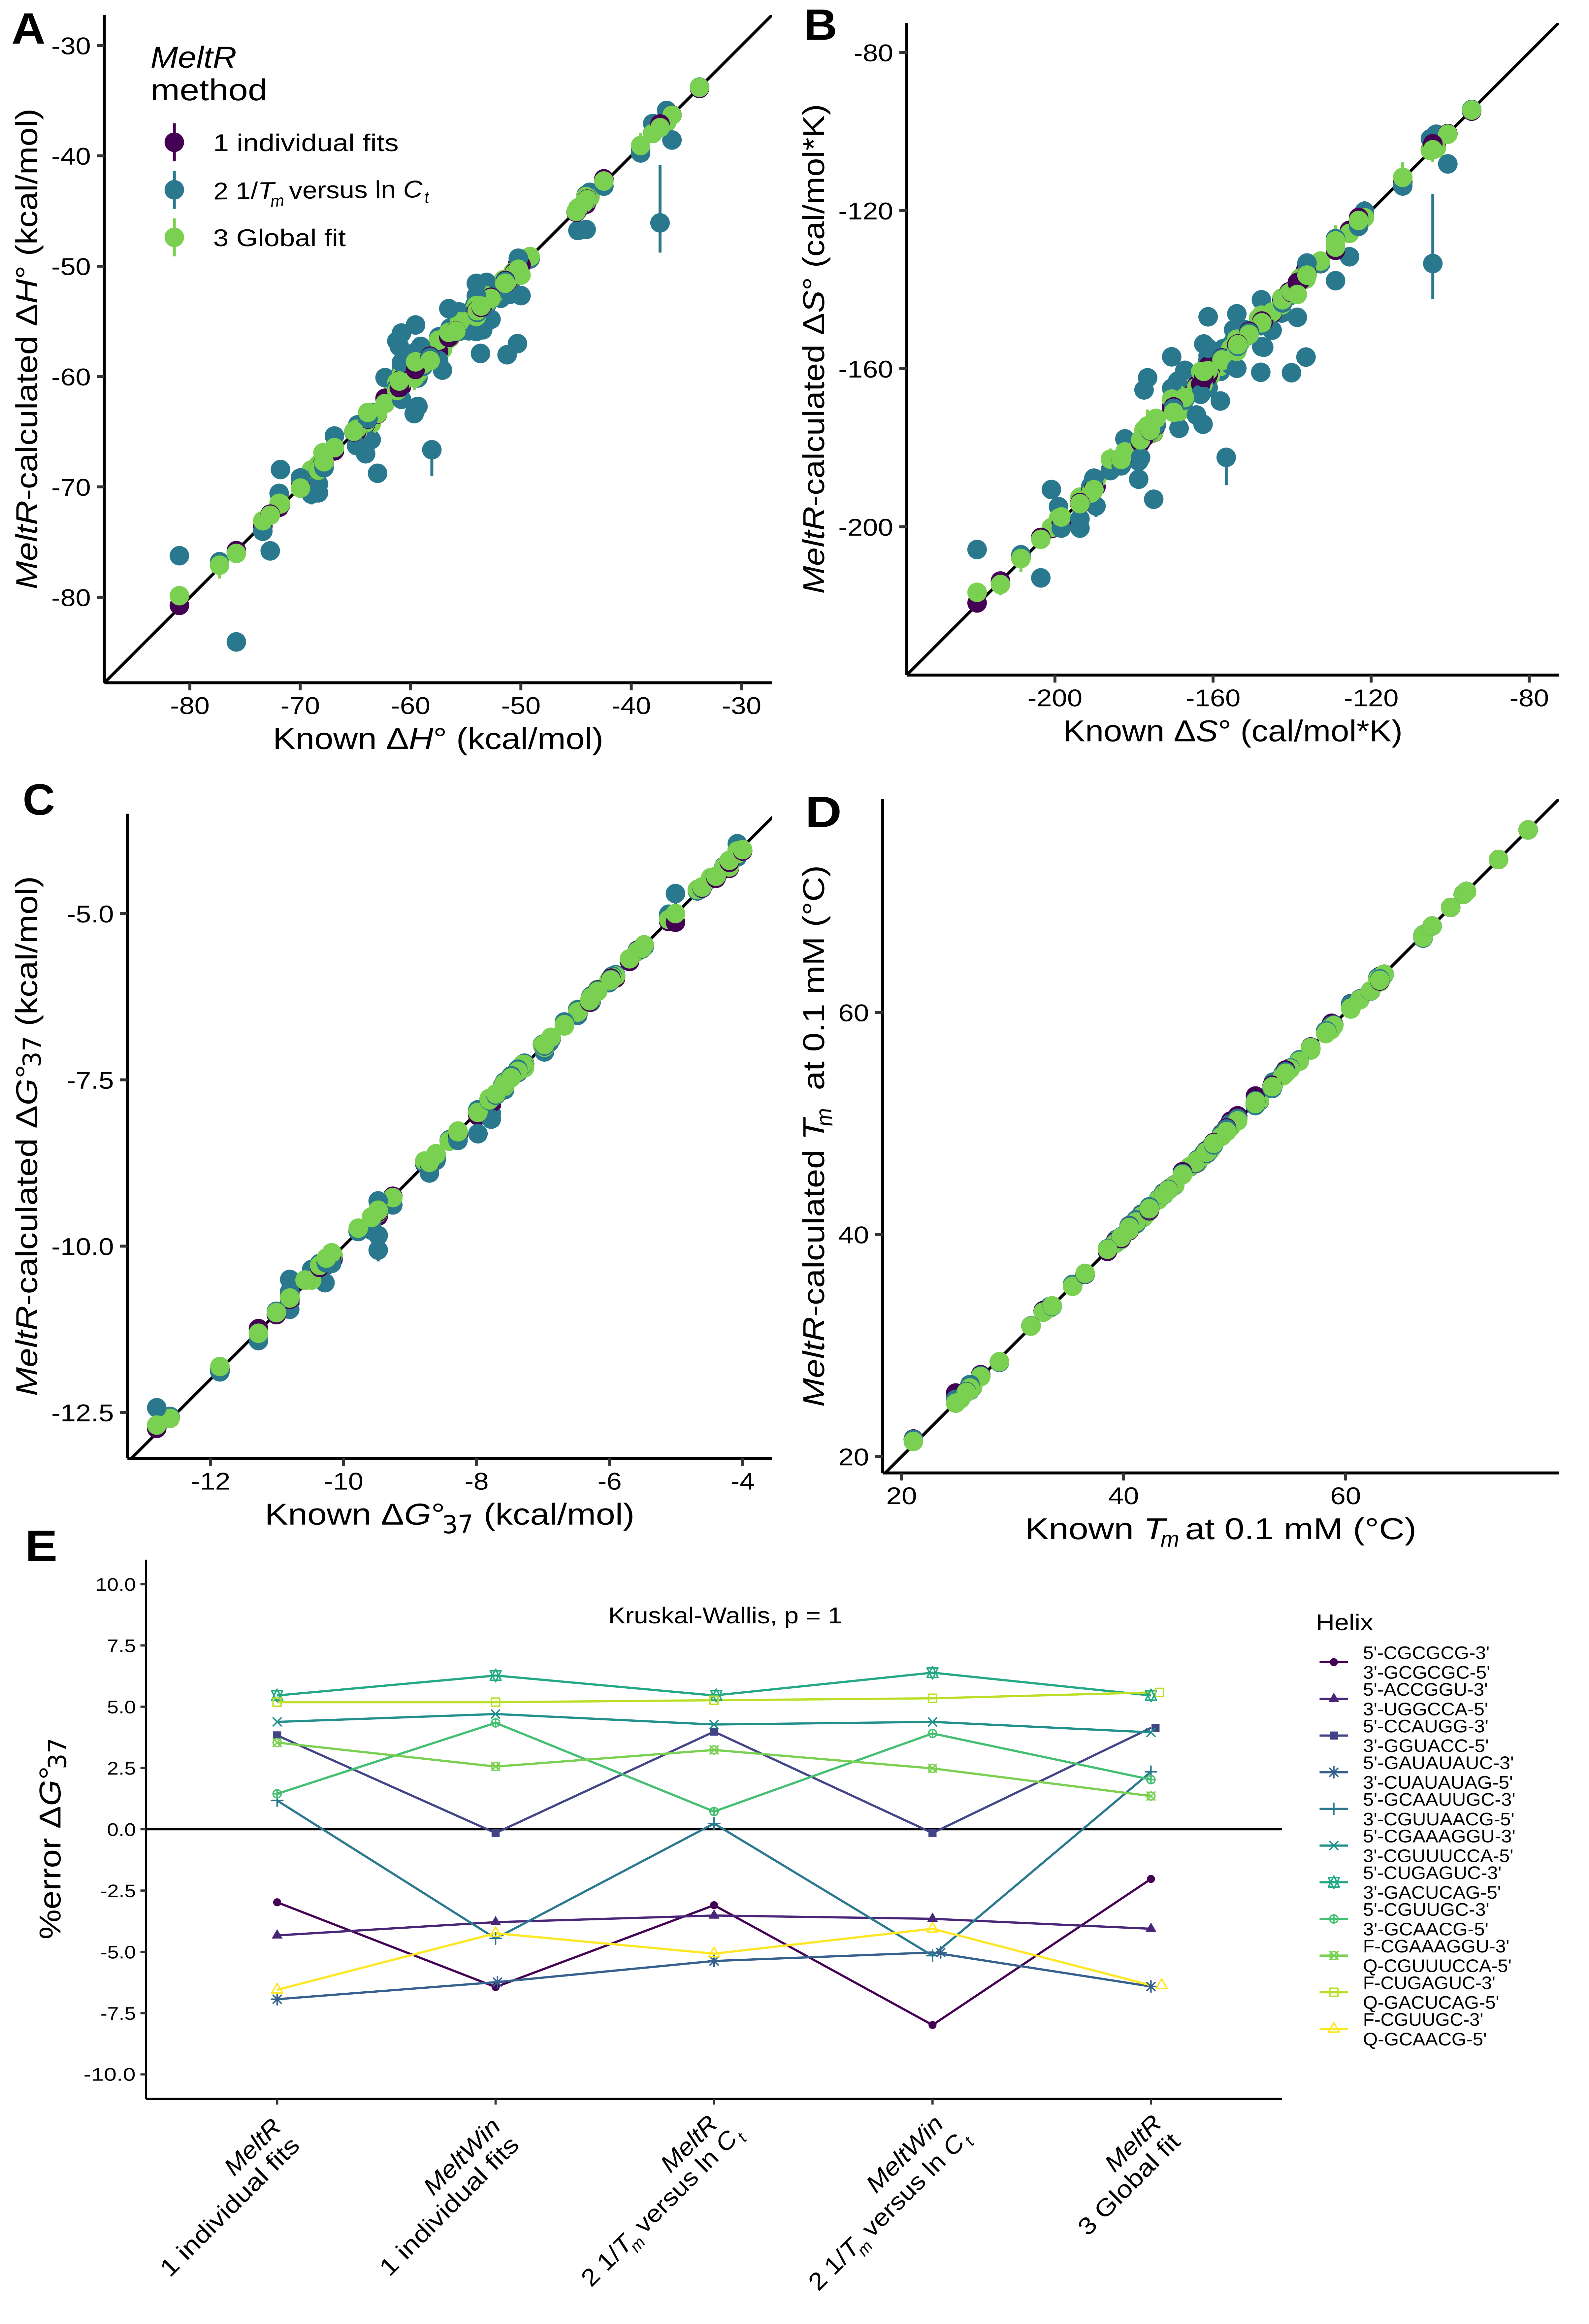 A
MeltR
method
1 individual fits
2 1/Tm versus ln Ct
3 Global fit
MeltR-calculated ΔH° (kcal/mol)
-30
-40
-50
-60
-70
-80
-80 -70 -60 -50 -40 -30
Known ΔH° (kcal/mol)
B
MeltR-calculated ΔS° (cal/mol*K)
-80
-120
-160
-200
-200 -160 -120 -80
Known ΔS° (cal/mol*K)
C
MeltR-calculated ΔG°37 (kcal/mol)
-5.0
-7.5
-10.0
-12.5
-12 -10 -8 -6 -4
Known ΔG°37 (kcal/mol)
D
MeltR-calculated Tm at 0.1 mM (°C)
60
40
20
20 40 60
Known Tm at 0.1 mM (°C)
E
%error ΔG°37
10.0
7.5
5.0
2.5
0.0
-2.5
-5.0
-7.5
-10.0
Kruskal-Wallis, p = 1
MeltR
1 individual fits
MeltWin
1 individual fits
MeltR
2 1/Tm versus ln Ct
MeltWin
2 1/Tm versus ln Ct
MeltR
3 Global fit
Helix
5'-CGCGCG-3'
3'-GCGCGC-5'
5'-ACCGGU-3'
3'-UGGCCA-5'
5'-CCAUGG-3'
3'-GGUACC-5'
5'-GAUAUAUC-3'
3'-CUAUAUAG-5'
5'-GCAAUUGC-3'
3'-CGUUAACG-5'
5'-CGAAAGGU-3'
3'-CGUUUCCA-5'
5'-CUGAGUC-3'
3'-GACUCAG-5'
5'-CGUUGC-3'
3'-GCAACG-5'
F-CGAAAGGU-3'
Q-CGUUUCCA-5'
F-CUGAGUC-3'
Q-GACUCAG-5'
F-CGUUGC-3'
Q-GCAACG-5'